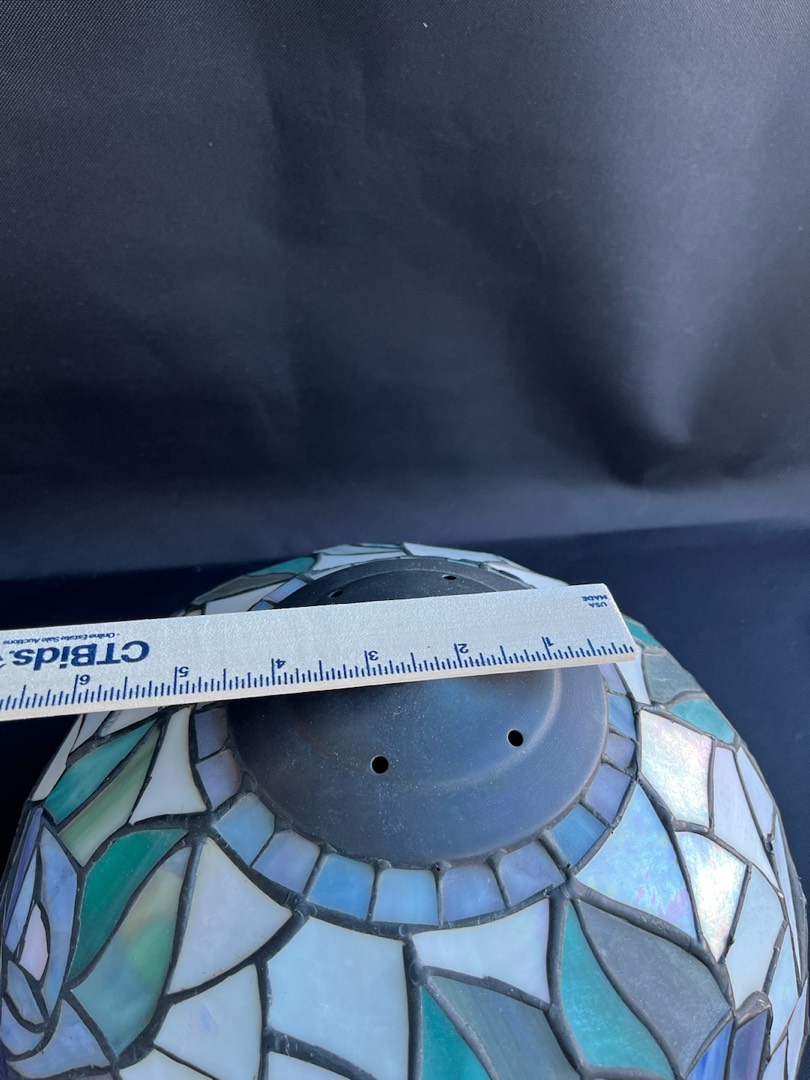 USA
MADE
CTBids.
· Online Estate Sale Auctions
1
2
3
4
5
6